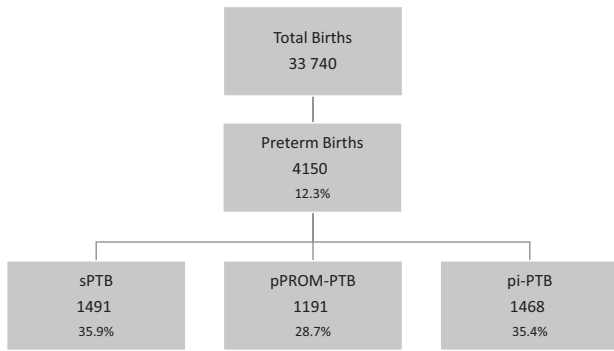 Total Births
33 740
Preterm Births
4150
12.3%
sPTB
1491
35.9%
pPROM-PTB
1191
28.7%
pi-PTB
1468
35.4%